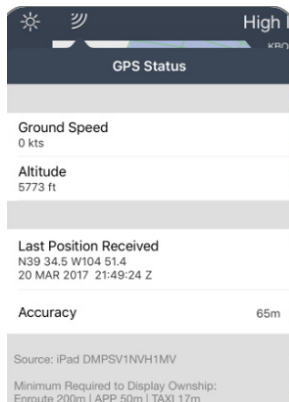 High
GPS Status
Ground Speed
0 kts
Altitude
5773 ft
Last Position Received
N39 34.5 W104 51.4
20 MAR 2017 21:49:24 Z
Accuracy 65m
Source: iPad DMPSV1NVH1MV
Minimum Required to Display Ownship:
Enroute 200m | APP 50m | TAXI 17m